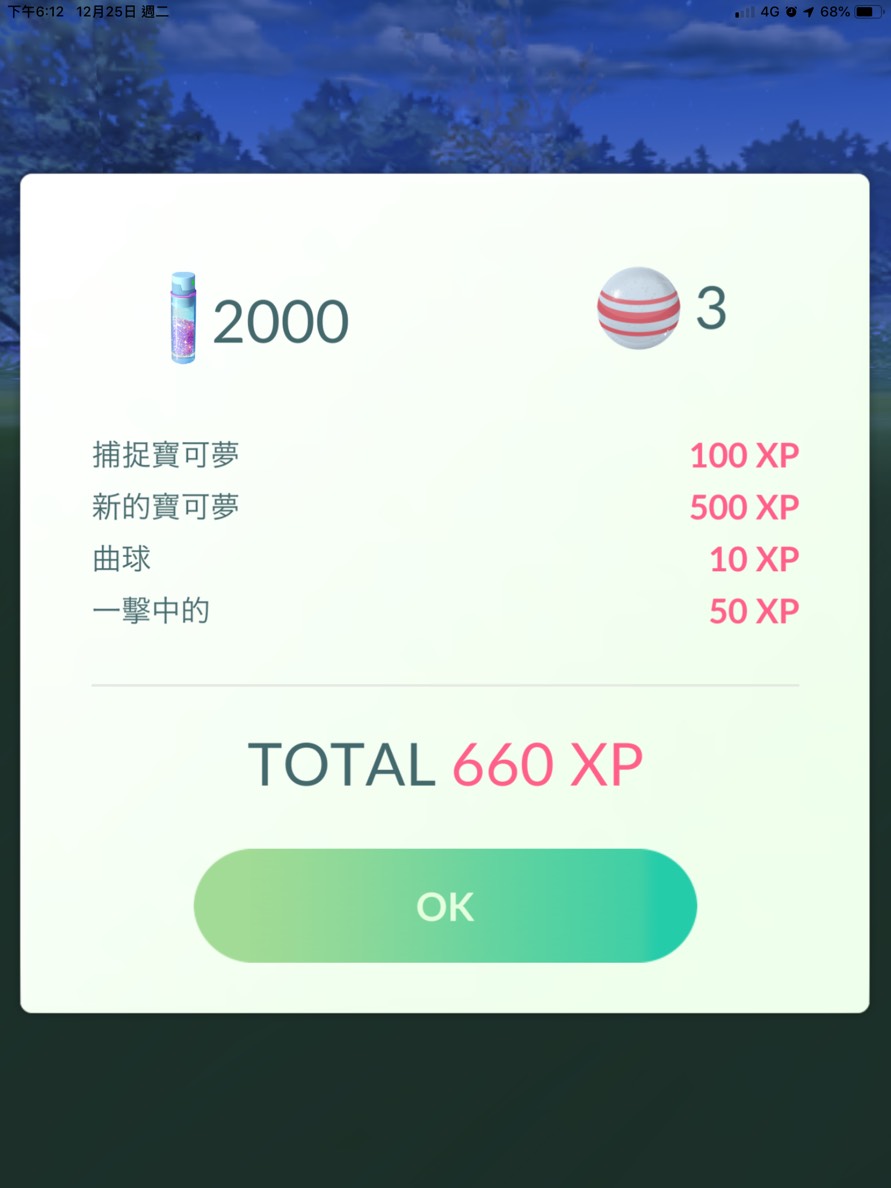 下午6:12 12月25日 週二 4G 68%
2000 3
捕捉寶可夢 100 XP
新的寶可夢 500 XP
曲球 10 XP
一擊中的 50 XP
TOTAL 660 XP
OK